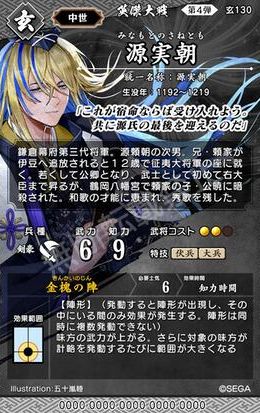 玄 中世 英傑大戦 第4弾 玄130
みなもとのさねとも
源実朝
統一名称：源実朝
生没年：1192〜1219
「これが宿命ならば受け入れよう。
共に源氏の最後を迎えるのだ」
鎌倉幕府第三代将軍。源頼朝の次男。兄・頼家が
伊豆へ追放されると12歳で征夷大将軍の座に就
く。若くして公卿となり、武士として初めて右大
臣まで昇るが、鶴岡八幡宮で頼家の子・公暁に暗
殺された。和歌の才能に恵まれ、秀歌を残した。
兵種 武力 知力 武将コスト
剣豪 6 9 特技 伏兵 大兵
きんかいのじん
金槐の陣
必要士気 6
効果時間 知力時間
効果範囲
【陣形】（発動すると陣形が出現し、その
中にいる間のみ効果が発生する。陣形は同
時に複数発動できない）
味方の武力が上がる。さらに対象の味方が
計略を発動するたびに範囲が大きくなる
Illustration:五十嵐睦
©SEGA
0000-0000-0000-0000-0000